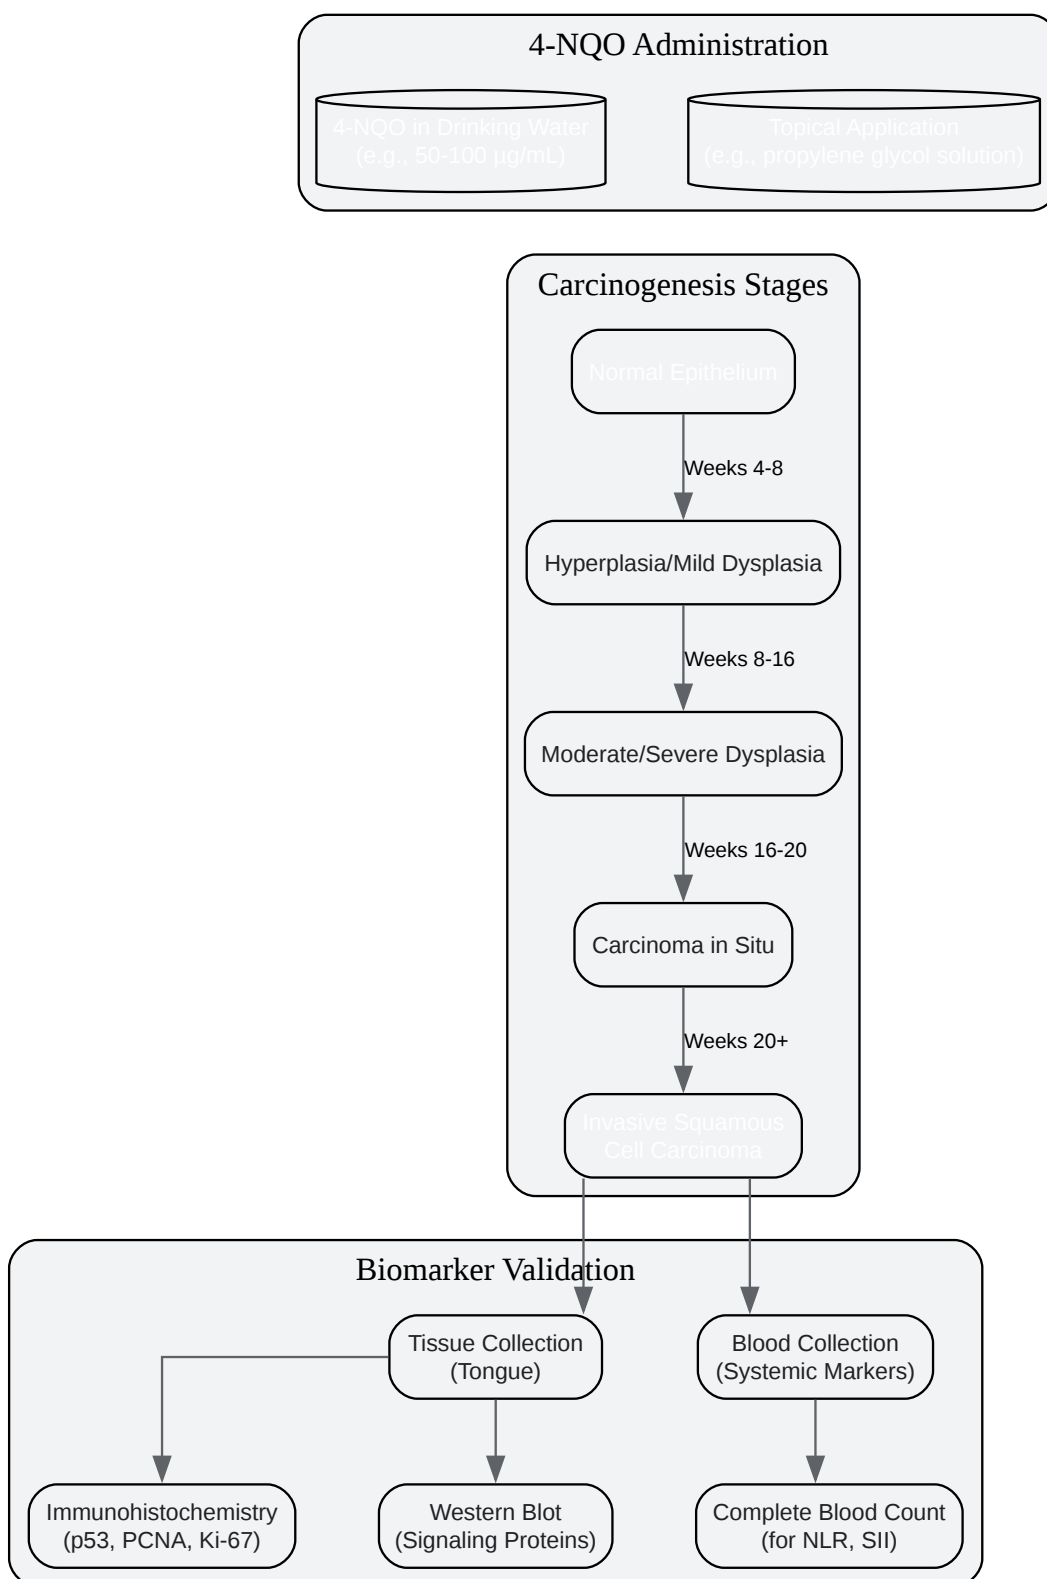 4-NQO Administration
4-NQO in Drinking Water
(e.g., 50-100 µg/mL)
Topical Application
(e.g., propylene glycol solution)
Carcinogenesis Stages
Normal Epithelium
Weeks 4-8
Hyperplasia/Mild Dysplasia
Weeks 8-16
Moderate/Severe Dysplasia
Weeks 16-20
Carcinoma in Situ
Weeks 20+
Invasive Squamous
Cell Carcinoma
Biomarker Validation
Tissue Collection
(Tongue)
Blood Collection
(Systemic Markers)
Immunohistochemistry
(p53, PCNA, Ki-67)
Western Blot
(Signaling Proteins)
Complete Blood Count
(for NLR, SII)